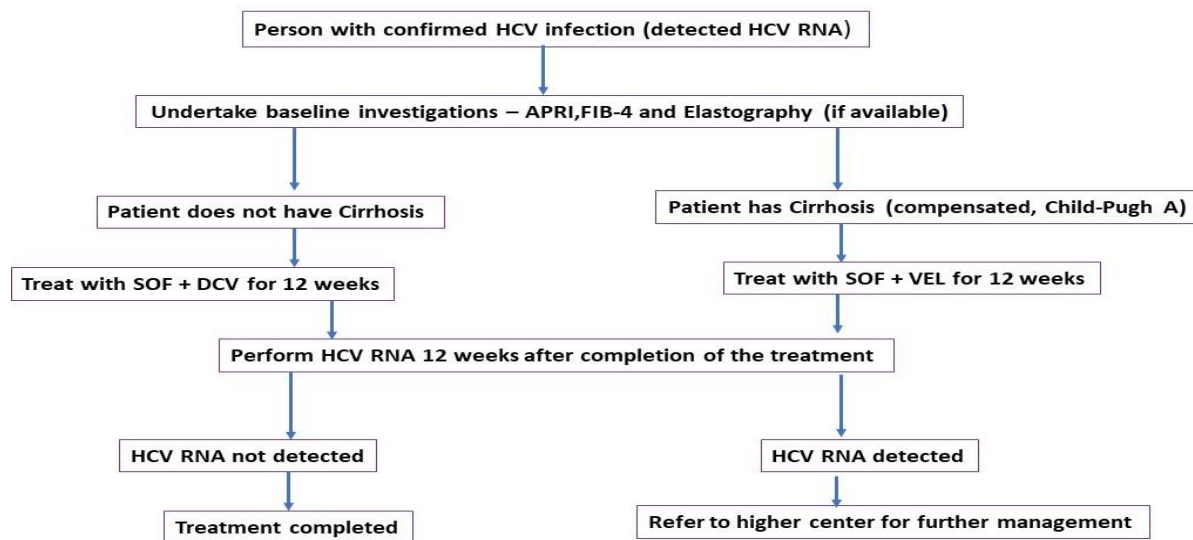 Person with confirmed HCV infection (detected HCV RNA)
Undertake baseline investigations – APRI,FIB-4 and Elastography (if available)
Patient does not have Cirrhosis
Patient has Cirrhosis (compensated, Child-Pugh A)
Treat with SOF + DCV for 12 weeks
Treat with SOF + VEL for 12 weeks
Perform HCV RNA 12 weeks after completion of the treatment
HCV RNA not detected
HCV RNA detected
Treatment completed
Refer to higher center for further management